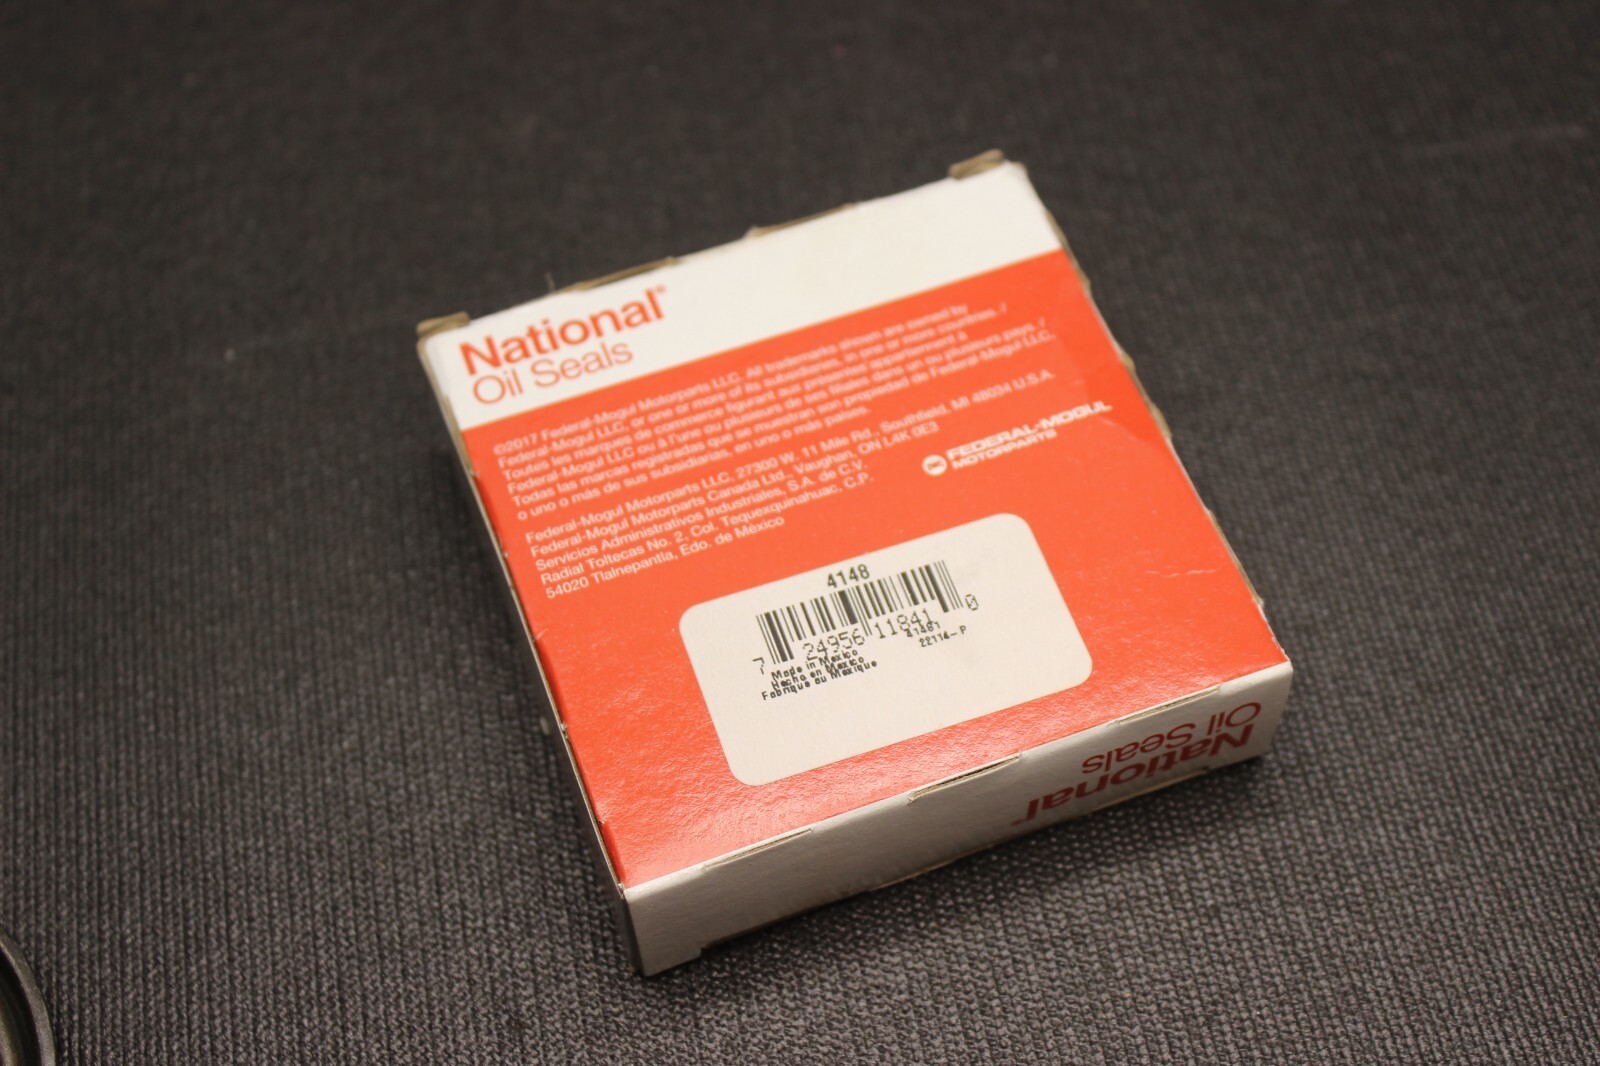 National®
Oil Seals
©2017 Federal-Mogul Motorparts LLC. All trademarks shown are owned by
Federal-Mogul LLC, or one or more of its subsidiaries, in one or more countries. /
Toutes les marques de commerce figurant aux présentes appartiennent à
Federal-Mogul LLC ou à l'une ou plusieurs de ses filiales dans un ou plusieurs pays. /
Todas las marcas registradas que se muestran son propiedad de Federal-Mogul LLC,
o uno o más de sus subsidiarias, en uno o más países.
Federal-Mogul Motorparts LLC, 27300 W. 11 Mile Rd., Southfield, MI 48034 U.S.A.
Federal-Mogul Motorparts Canada Ltd., Vaughan, ON L4K 0E3
Servicios Administrativos Industriales, S.A. de C.V.
Radial Toltecas No. 2, Col. Tequexquinahuac, C.P.
54020 Tlalnepantla, Edo. de México
FEDERAL-MOGUL
MOTORPARTS
4148
7 24956 11841 0
41481
22114-P
Made in Mexico
Hecho en Mexico
Fabrique au Mexique
National
Oil Seals